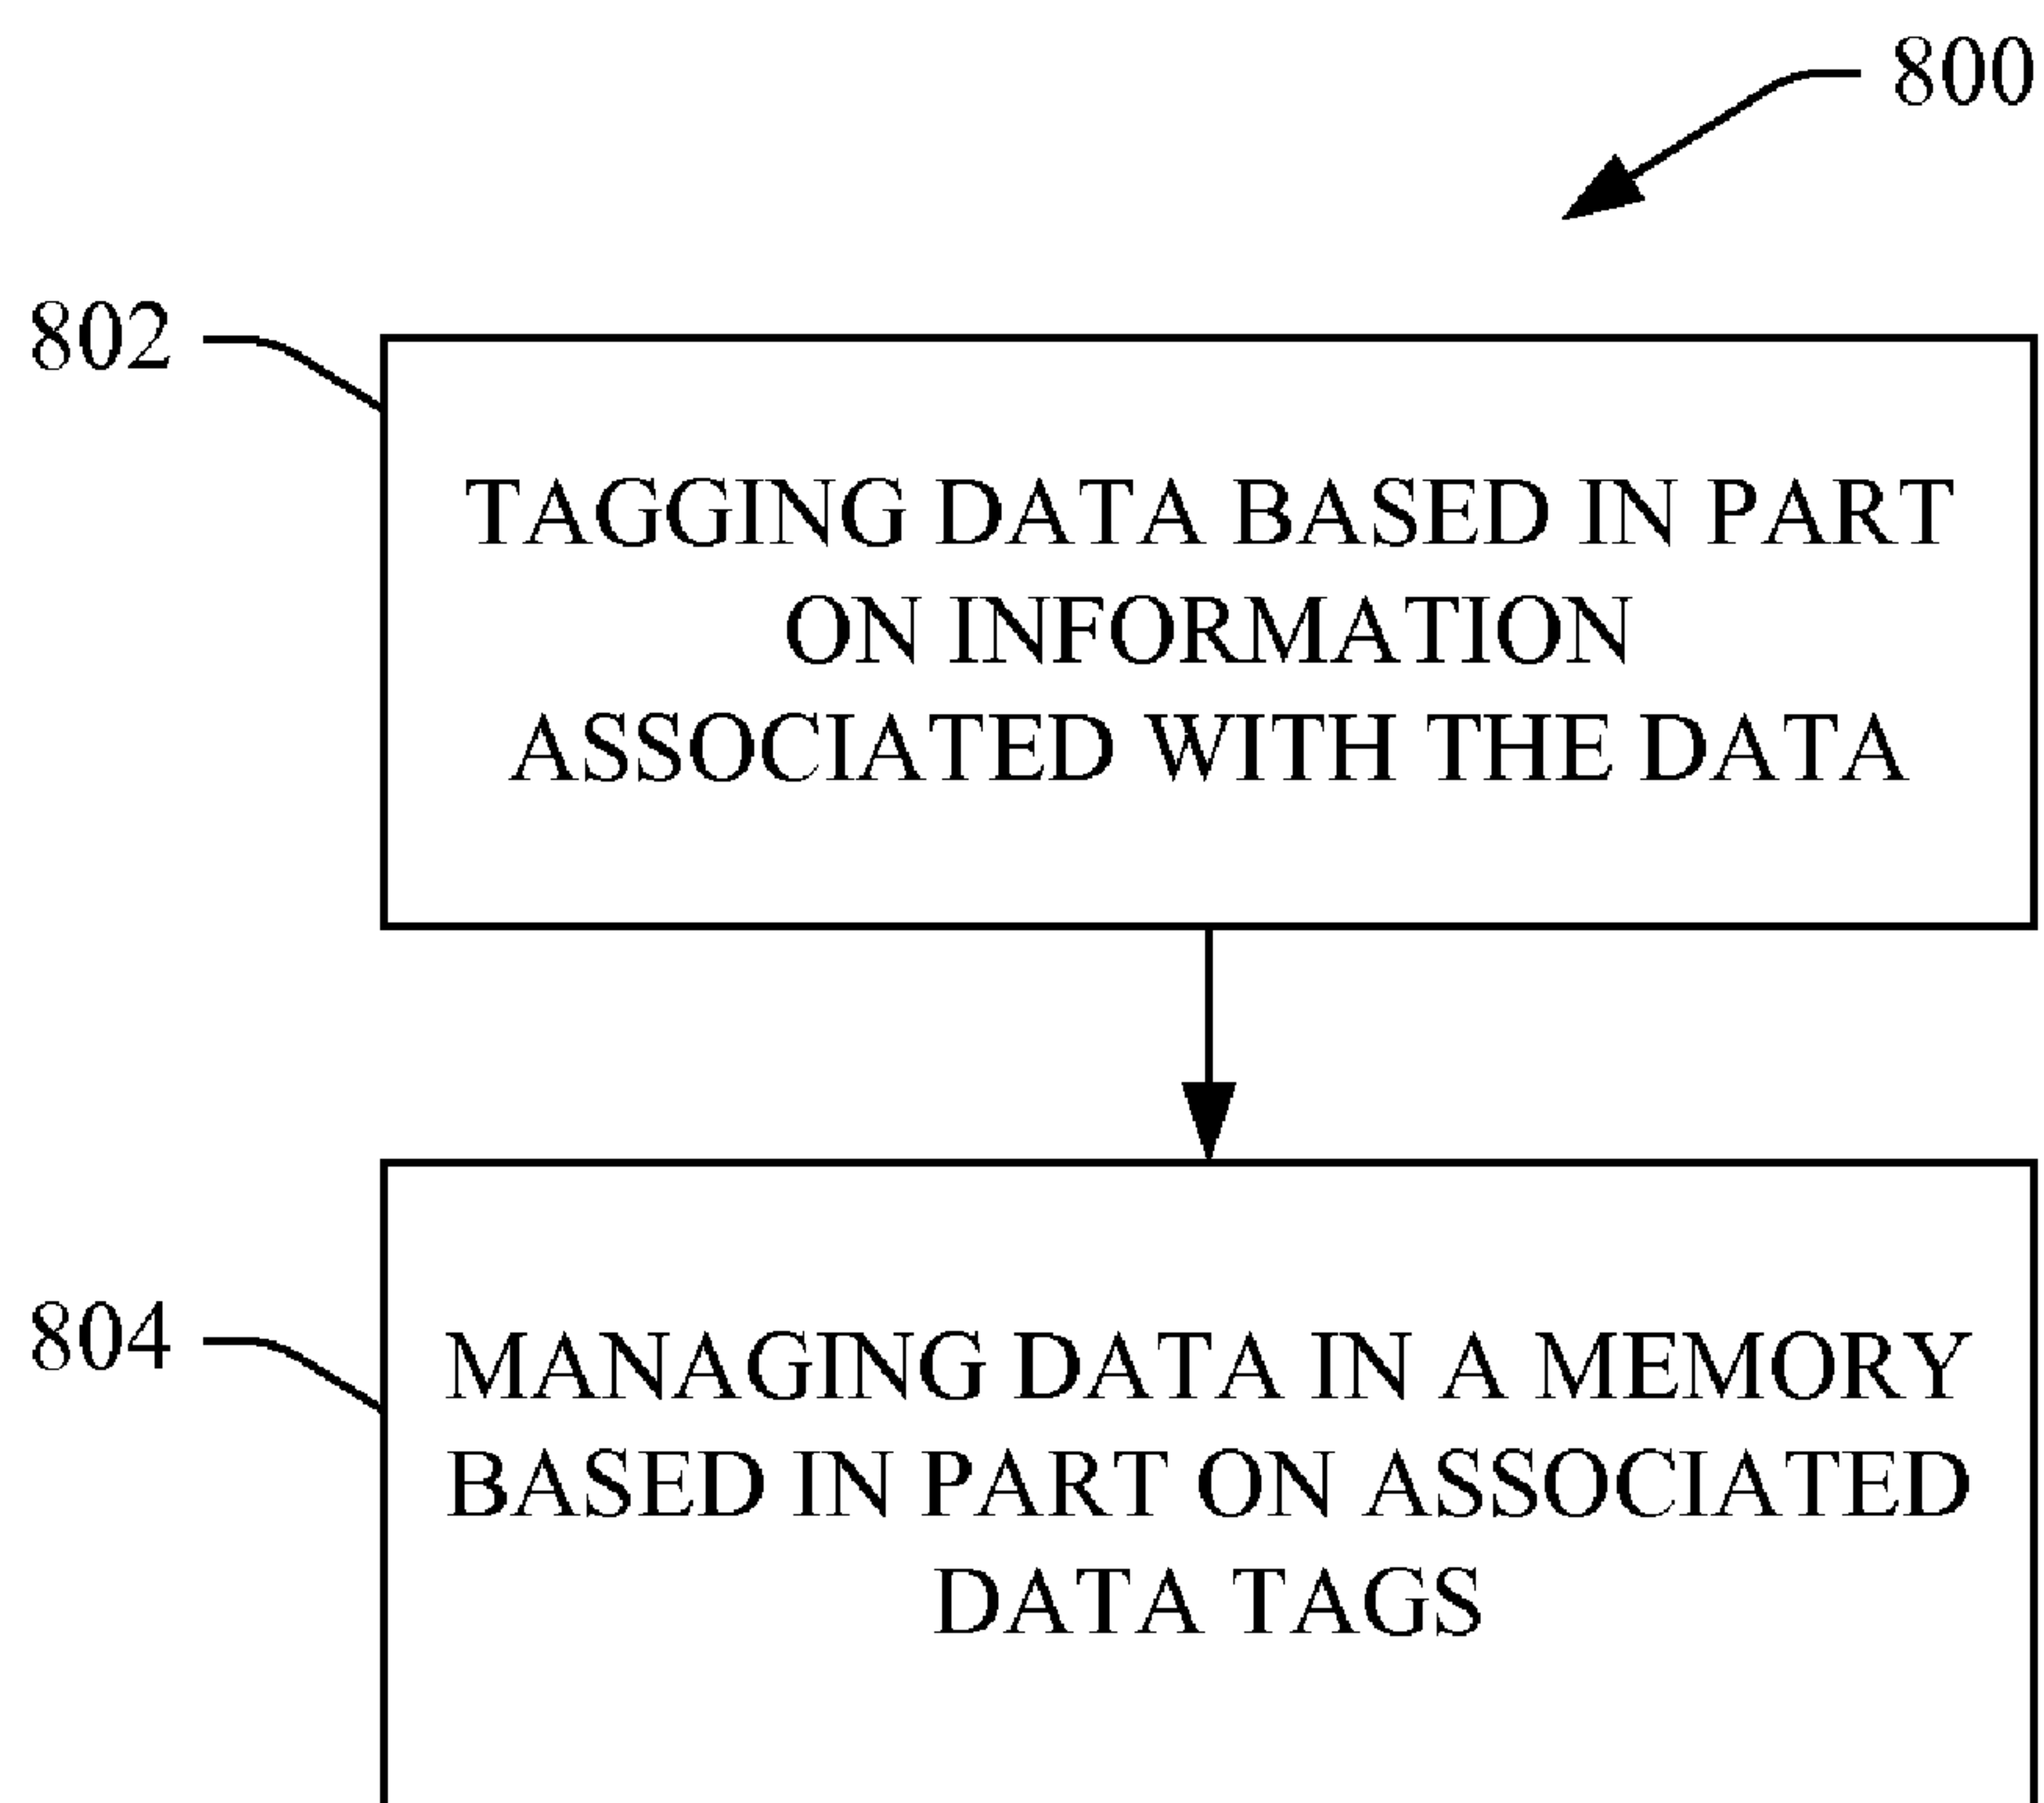 800
802
TAGGING DATA BASED IN PART
ON INFORMATION
ASSOCIATED WITH THE DATA
804
MANAGING DATA IN A MEMORY
BASED IN PART ON ASSOCIATED
DATA TAGS